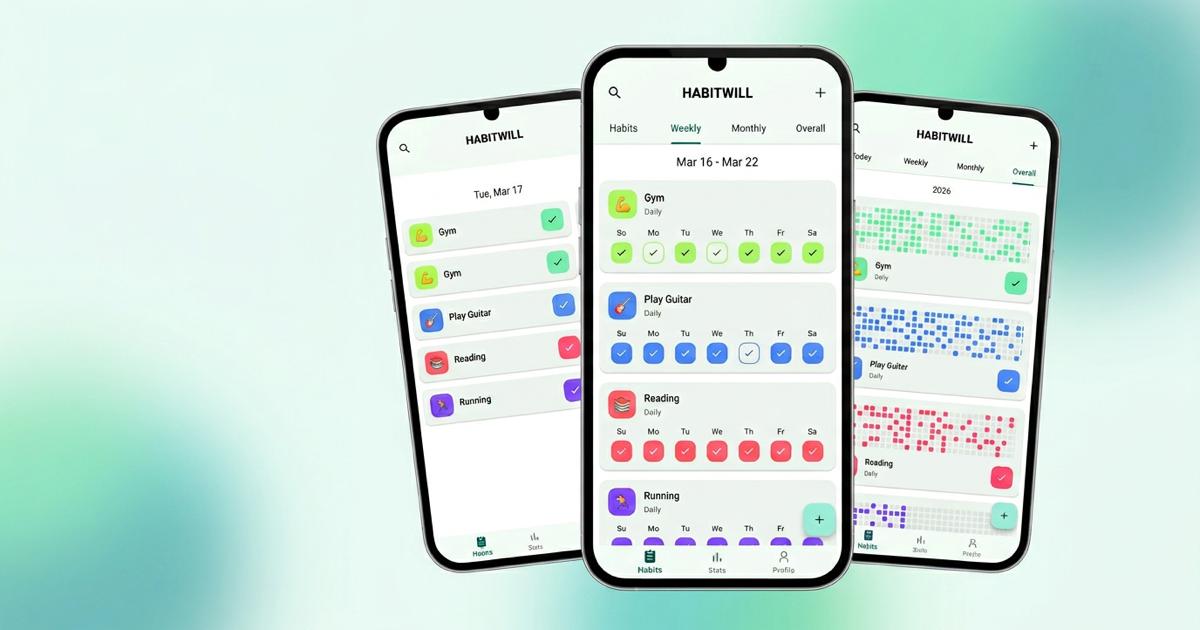 HABITWILL
Tue, Mar 17
Gym
Gym
Play Guitar
Reading
Running
Hoons
Stats
HABITWILL
Habits Weekly Monthly Overall
Mar 16 - Mar 22
Gym
Daily
So Mo Tu We Th Fr Sa
Play Guitar
Daily
Su Mo Tu We Th Fr Sa
Reading
Daily
Su Mo Tu We Th Fr Sa
Running
Daily
Su Mo Tu We Th Fr Sa
Habits Stats Profilo
HABITWILL
Today Weekly Monthly Overall
2026
Gym
Daily
Play Guiter
Daily
Roading
Daily
Habits